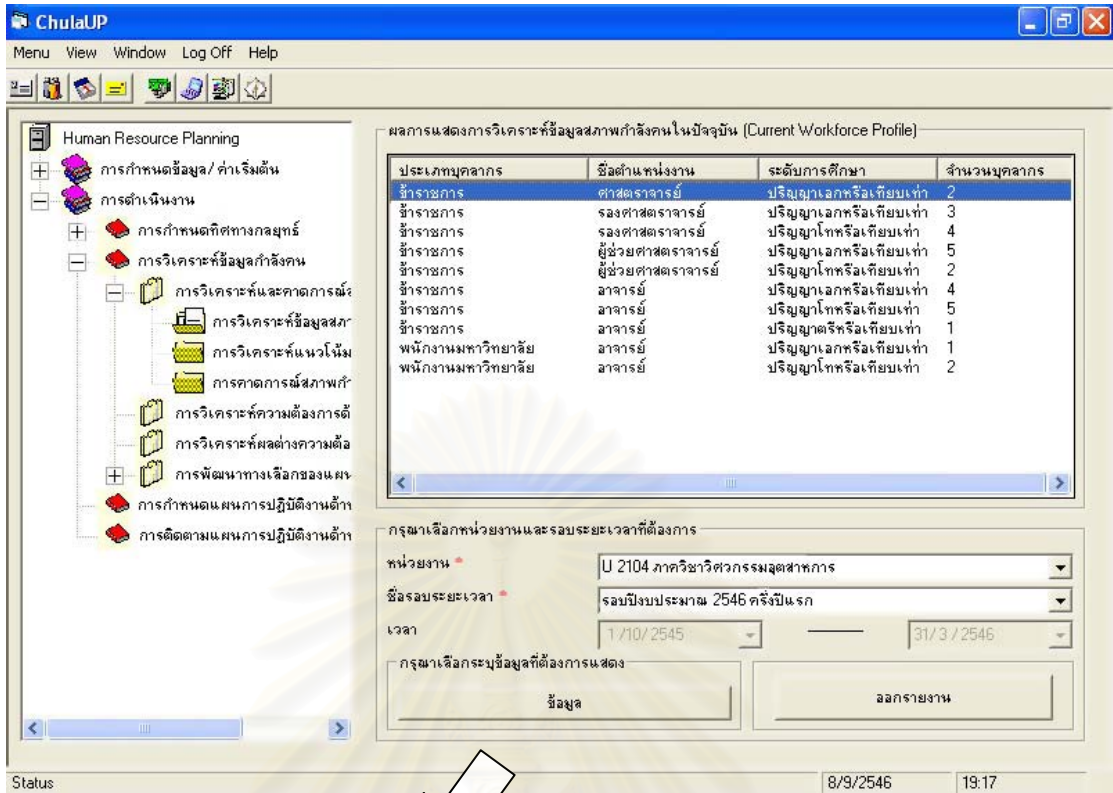 ChulaUP
Menu View Window Log Off Help
Human Resource Planning
การกำหนดข้อมูล/ ค่าเริ่มต้น
การดำเนินงาน
การกำหนดทิศทางกลยุทธ์
การวิเคราะห์ข้อมูลกำลังคน
การวิเคราะห์และคาดการณ์ส
การวิเคราะห์ข้อมูลสภา
การวิเคราะห์แนวโน้ม
การคาดการณ์สภาพกำ
การวิเคราะห์ความต้องการด้
การวิเคราะห์ผลต่างความต้อ
การพัฒนาทางเลือกของแผน
การกำหนดแผนการปฏิบัติงานด้าน
การติดตามแผนการปฏิบัติงานด้าน
ผลการแสดงการวิเคราะห์ข้อมูลสภาพกำลังคนในปัจจุบัน (Current Workforce Profile)
ประเภทบุคลากร ชื่อตำแหน่งงาน ระดับการศึกษา จำนวนบุคลากร
ข้าราชการ ศาสตราจารย์ ปริญญาเอกหรือเทียบเท่า 2
ข้าราชการ รองศาสตราจารย์ ปริญญาเอกหรือเทียบเท่า 3
ข้าราชการ รองศาสตราจารย์ ปริญญาโทหรือเทียบเท่า 4
ข้าราชการ ผู้ช่วยศาสตราจารย์ ปริญญาเอกหรือเทียบเท่า 5
ข้าราชการ ผู้ช่วยศาสตราจารย์ ปริญญาโทหรือเทียบเท่า 2
ข้าราชการ อาจารย์ ปริญญาเอกหรือเทียบเท่า 4
ข้าราชการ อาจารย์ ปริญญาโทหรือเทียบเท่า 5
ข้าราชการ อาจารย์ ปริญญาตรีหรือเทียบเท่า 1
พนักงานมหาวิทยาลัย อาจารย์ ปริญญาเอกหรือเทียบเท่า 1
พนักงานมหาวิทยาลัย อาจารย์ ปริญญาโทหรือเทียบเท่า 2
กรุณาเลือกหน่วยงานและรอบระยะเวลาที่ต้องการ
หน่วยงาน * U 2104 ภาควิชาวิศวกรรมอุตสาหการ
ชื่อรอบระยะเวลา * รอบปีงบประมาณ 2546 ครึ่งปีแรก
เวลา 1 /10/ 2545 31/ 3 / 2546
กรุณาเลือกระบุข้อมูลที่ต้องการแสดง
ข้อมูล ออกรายงาน
Status 8/9/2546 19:17